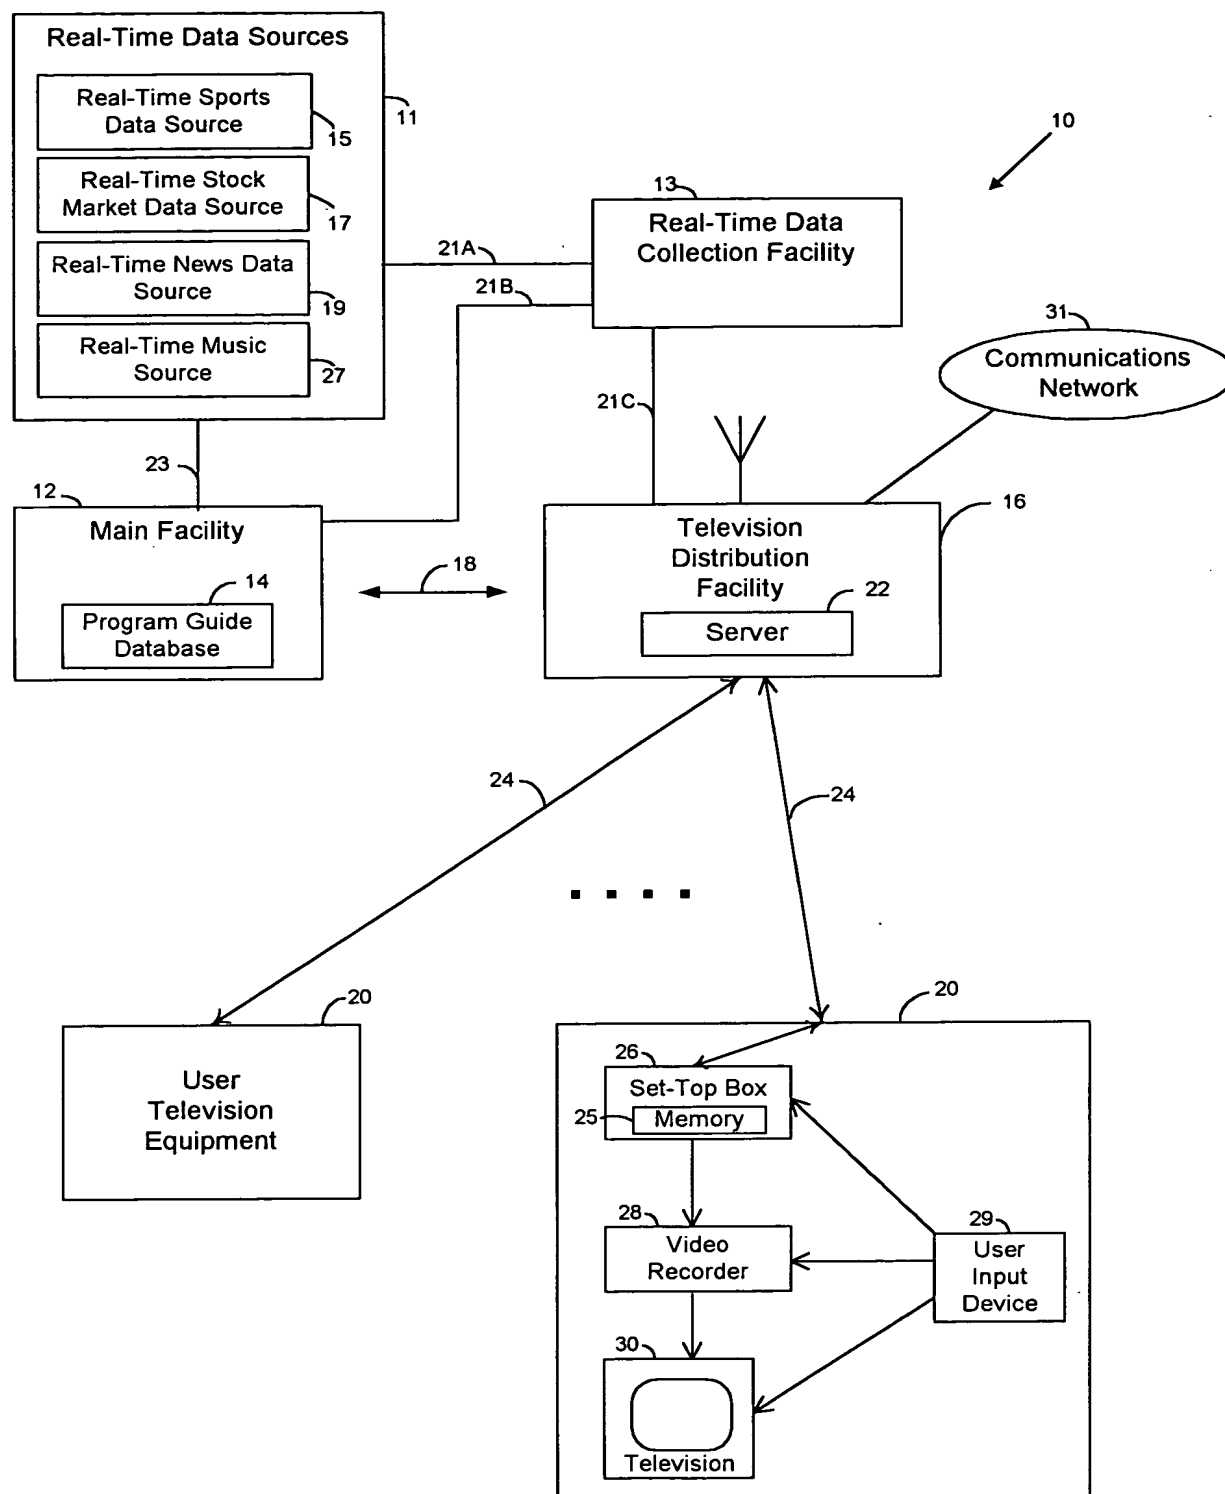 Real-Time Data Sources
Real-Time Sports
Data Source
15
11
Real-Time Stock
Market Data Source
17
Real-Time News Data
Source
19
Real-Time Music
Source
27
10
13
Real-Time Data
Collection Facility
21A
21B
31
Communications
Network
21C
23
12
Main Facility
14
Program Guide
Database
18
16
Television
Distribution
Facility
22
Server
24
24
20
User
Television
Equipment
20
26
Set-Top Box
25
Memory
28
Video
Recorder
29
User
Input
Device
30
Television